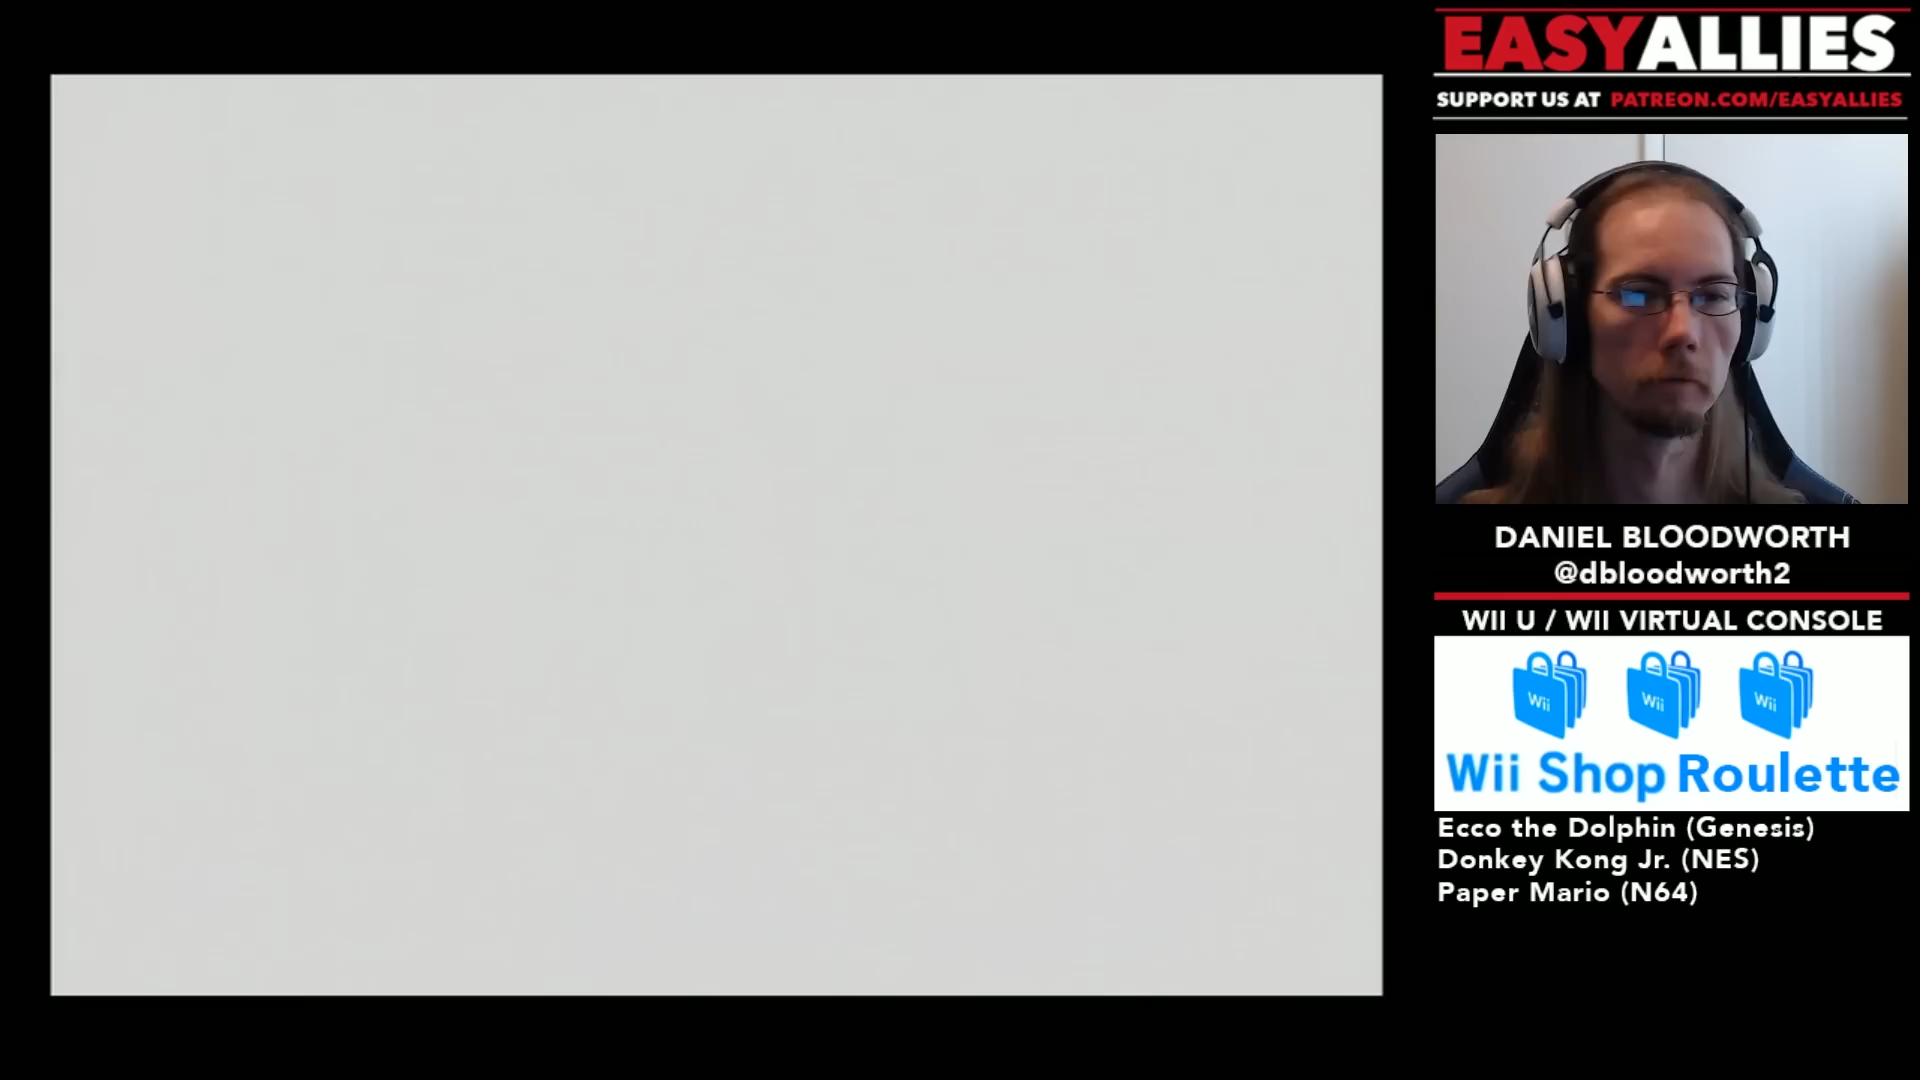 EASYALLIES
SUPPORT US AT PATREON.COM/EASYALLIES
DANIEL BLOODWORTH
@dbloodworth2
WII U / WII VIRTUAL CONSOLE
Wii Wii Wii
Wii Shop Roulette
Ecco the Dolphin (Genesis)
Donkey Kong Jr. (NES)
Paper Mario (N64)